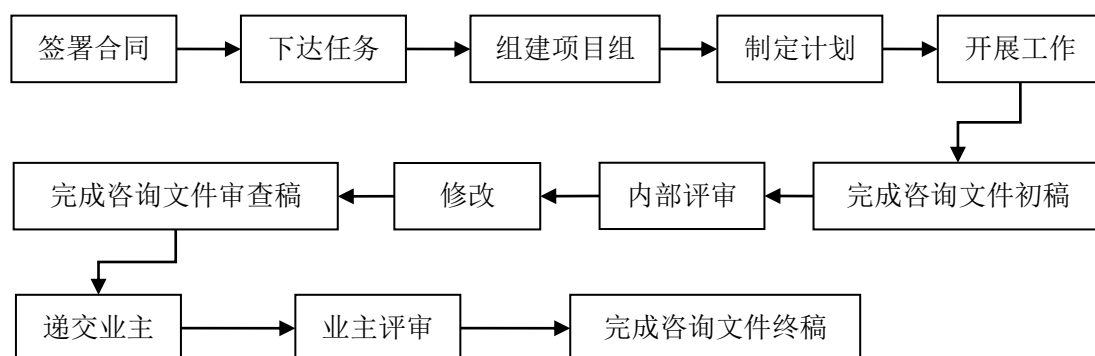 签署合同
下达任务
组建项目组
制定计划
开展工作
完成咨询文件初稿
内部评审
修改
完成咨询文件审查稿
递交业主
业主评审
完成咨询文件终稿